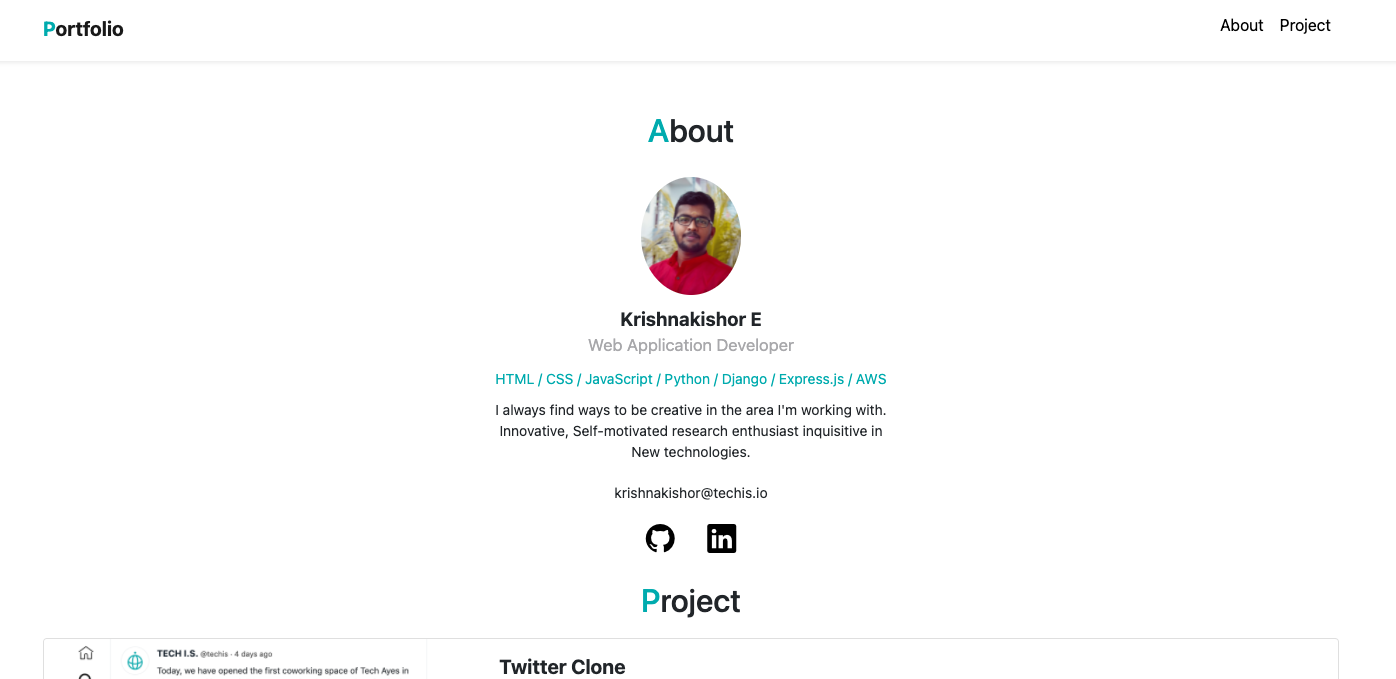 Portfolio
About Project
About
Krishnakishor E
Web Application Developer
HTML / CSS / JavaScript / Python / Django / Express.js / AWS
I always find ways to be creative in the area I'm working with.
Innovative, Self-motivated research enthusiast inquisitive in
New technologies.
krishnakishor@techis.io
in
Project
TECH I.S. @techis · 4 days ago
Today, we have opened the first coworking space of Tech Ayes in
Twitter Clone